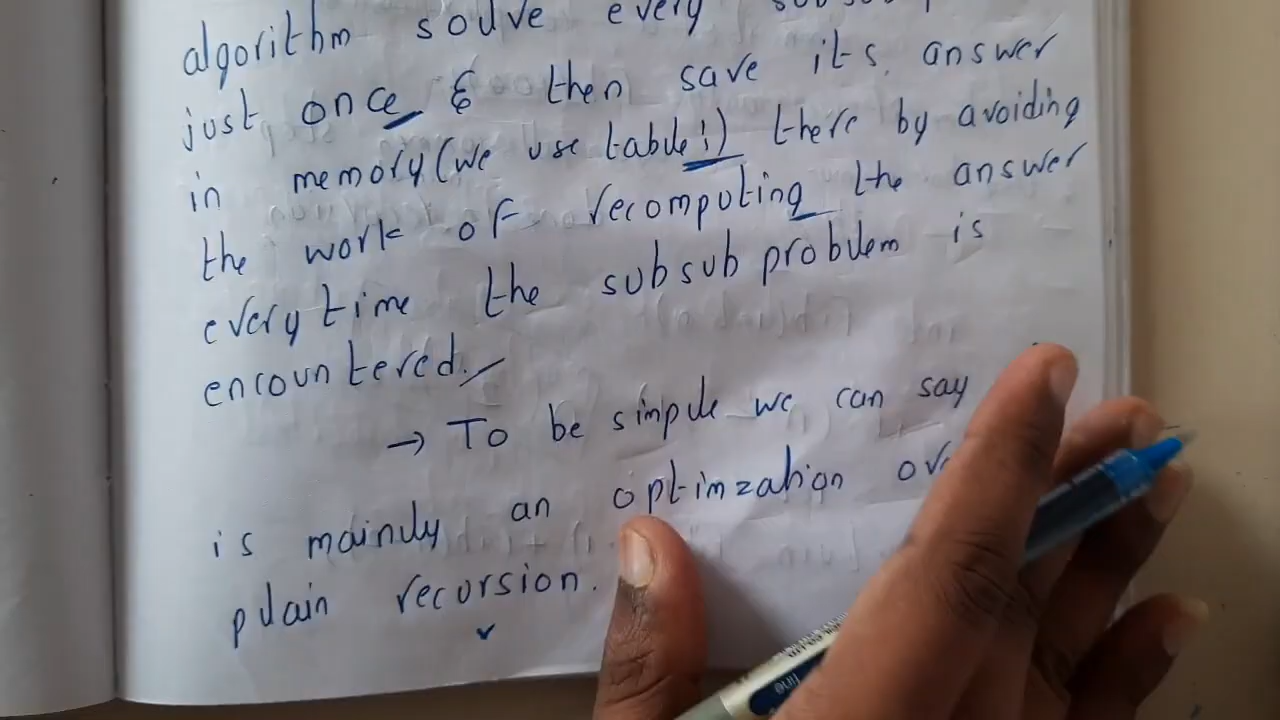 algorithm solve every
just once & then save its answer
in memory (we use table!) there by avoiding
the work of recomputing the answer
every time the subsub problem is
encountered.
→ To be simple we can say
is mainly an optimzation
plain recursion.